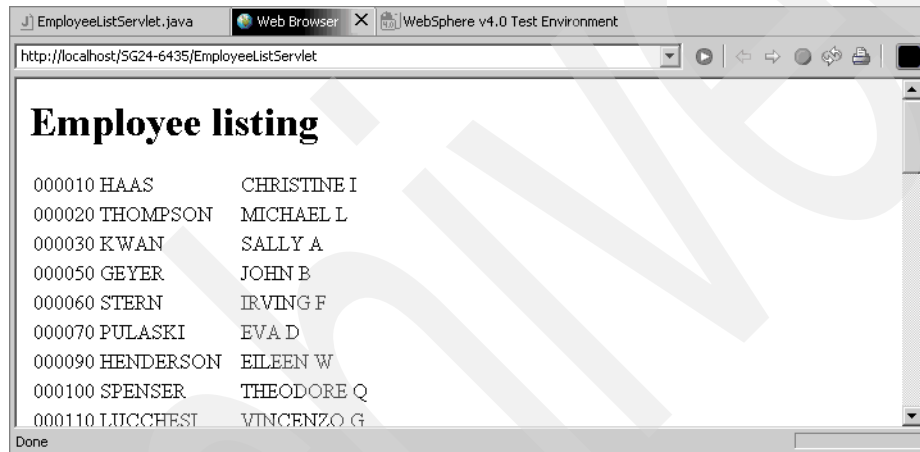 EmployeeListServlet.java Web Browser WebSphere v4.0 Test Environment
http://localhost/SG24-6435/EmployeeListServlet
Employee listing
000010 HAAS CHRISTINE I
000020 THOMPSON MICHAEL L
000030 KWAN SALLY A
000050 GEYER JOHN B
000060 STERN IRVING F
000070 PULASKI EVA D
000090 HENDERSON EILEEN W
000100 SPENSER THEODORE Q
000110 LUCCHESI VINCENZO G
Done